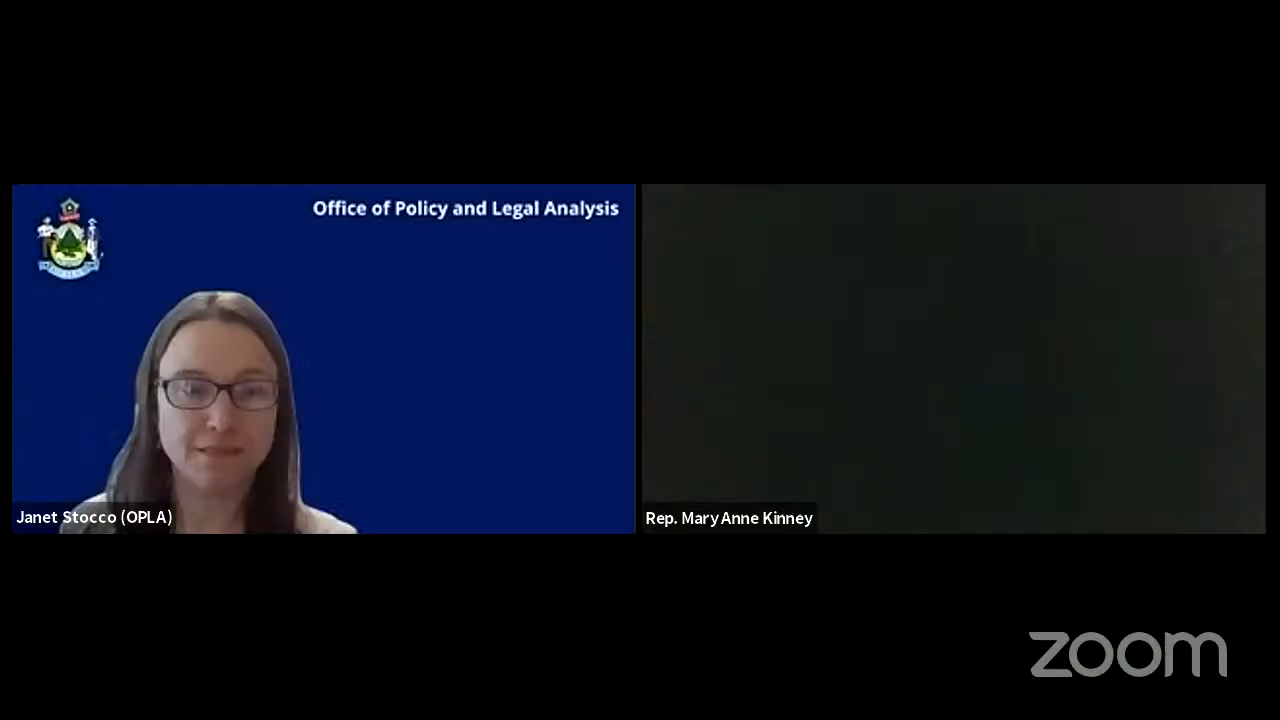 Office of Policy and Legal Analysis
Janet Stocco (OPLA)
Rep. Mary Anne Kinney
zoom